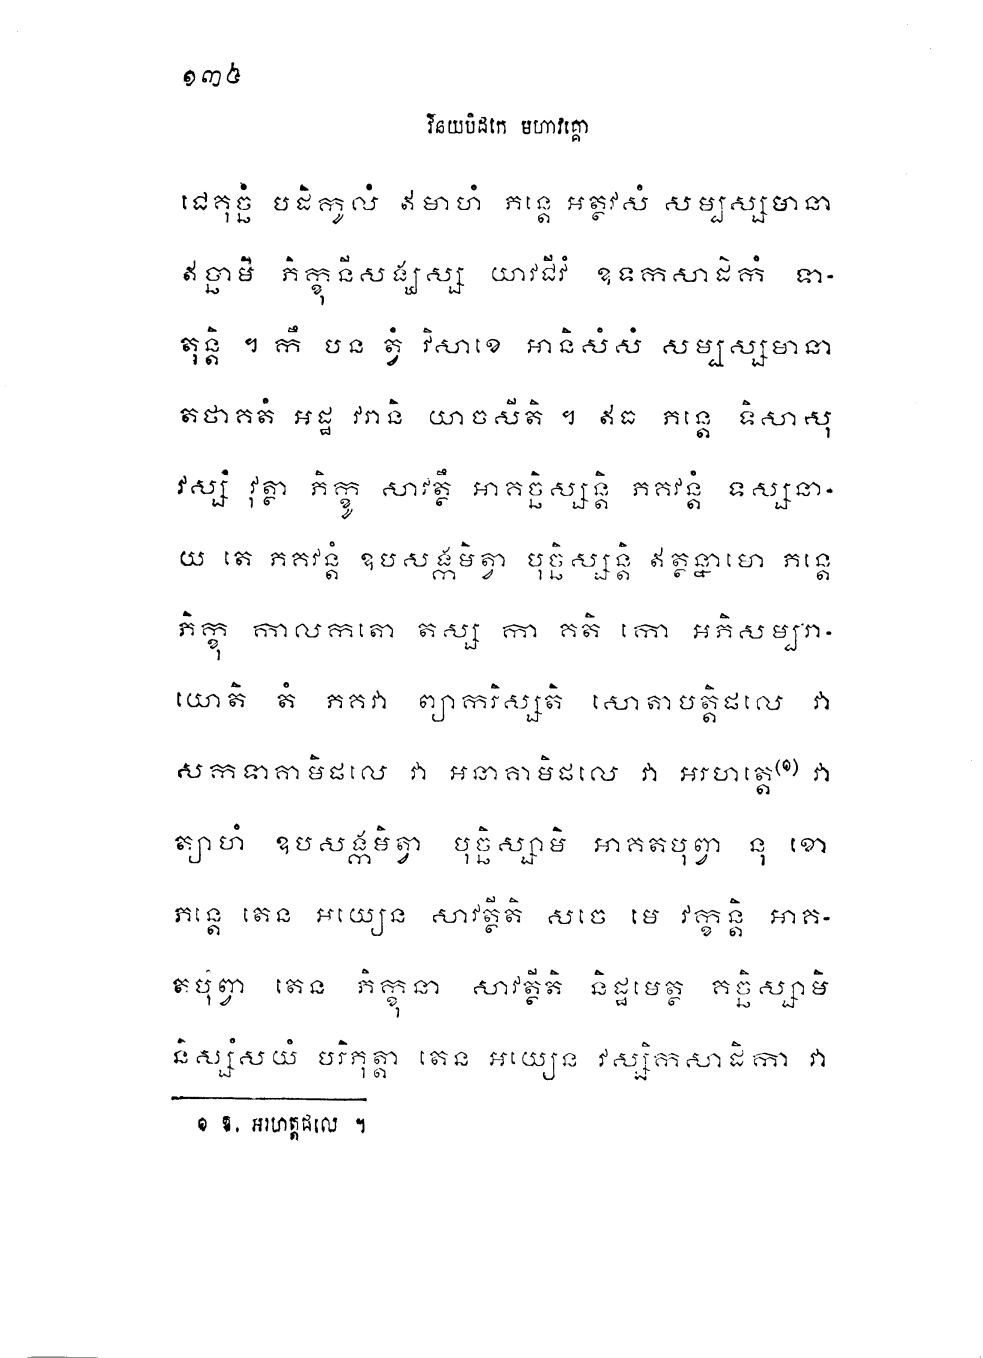 ១៣៤
វិនយបិដកេ មហាវគ្គោ
ជេគុច្ឆំ បដិកូលំ ឥមាហំ ភន្តេ អត្ថវសំ សម្បស្សមានា
ឥច្ឆាមិ ភិក្ខុនីសង្ឃស្ស យាវជីវំ ឧទកសាដិកំ ទា-
តុន្តិ ។ កឹ បន ត្វំ វិសាខេ អានិសំសំ សម្បស្សមានា
តថាគតំ អដ្ឋ វរានិ យាចសីតិ ។ ឥធ ភន្តេ ទិសាសុ
វស្សំ វុត្ថា ភិក្ខូ សាវត្ថឹ អាគច្ឆិស្សន្តិ ភគវន្តំ ទស្សនា-
យ តេ ភគវន្តំ ឧបសង្កមិត្វា បុច្ឆិស្សន្តិ ឥត្ថន្នាមោ ភន្តេ
ភិក្ខុ កាលកតោ តស្ស កា គតិ កោ អភិសម្បរា-
យោតិ តំ ភគវា ព្យាករិស្សតិ សោតាបត្តិផលេ វា
សកទាគាមិផលេ វា អនាគាមិផលេ វា អរហត្តេ(១) វា
ត្យាហំ ឧបសង្កមិត្វា បុច្ឆិស្សាមិ អាគតបុព្វា នុ ខោ
ភន្តេ តេន អយ្យេន សាវត្ថីតិ សចេ មេ វក្ខន្តិ អាគ-
តបុព្វា តេន ភិក្ខុនា សាវត្ថីតិ និដ្ឋមេត្ថ គច្ឆិស្សាមិ
និស្សំសយំ បរិភុត្តា តេន អយ្យេន វស្សិកសាដិកា វា
១ ឱ. អរហត្តផលេ ។